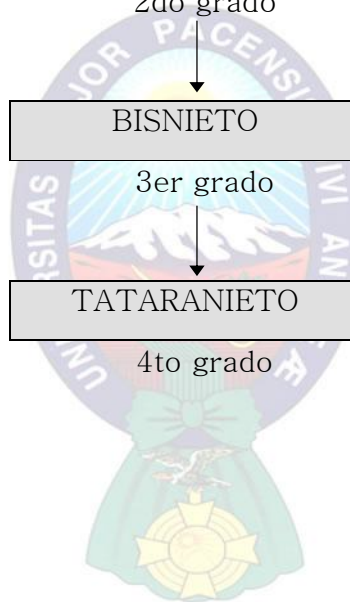 2do grado
BISNIETO
3er grado
TATARANIETO
4to grado